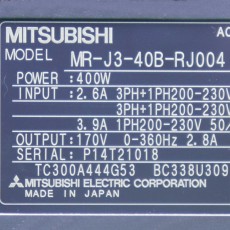 MITSUBISHI AC
MODEL MR-J3-40B-RJ004
POWER : 400W
INPUT : 2.6A 3PH+1PH200-230V
3PH+1PH200-230V
3.9A 1PH200-230V 50/
OUTPUT: 170V 0-360Hz 2.8A
SERIAL: P14T21018
TC300A444G53 BC338U309
MITSUBISHI ELECTRIC CORPORATION
MADE IN JAPAN